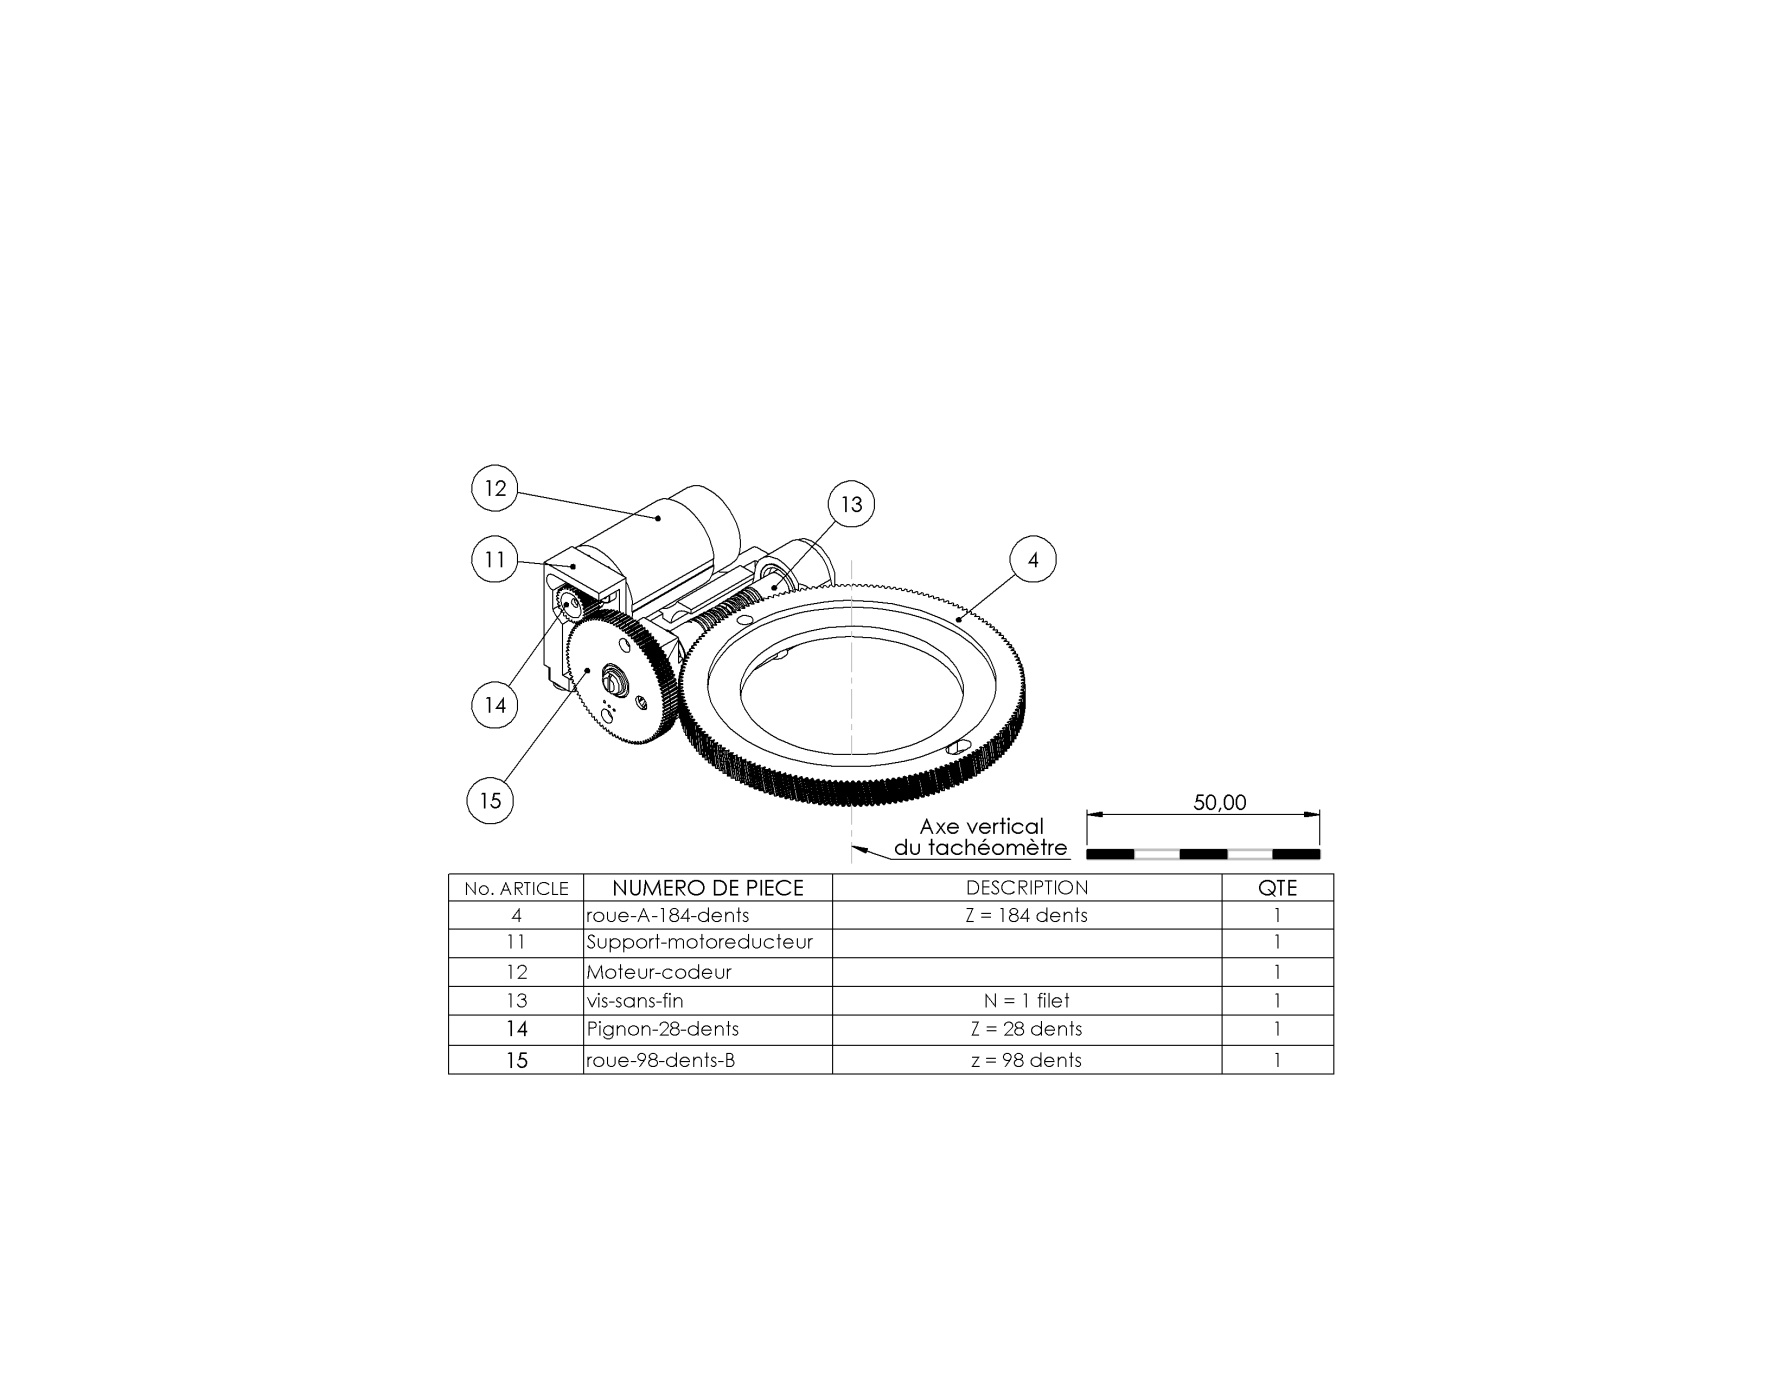 12
13
11
4
14
15
50,00
Axe vertical
du tachéomètre
No. ARTICLE NUMERO DE PIECE DESCRIPTION QTE
4 roue-A-184-dents Z = 184 dents 1
11 Support-motoreducteur 1
12 Moteur-codeur 1
13 vis-sans-fin N = 1 filet 1
14 Pignon-28-dents Z = 28 dents 1
15 roue-98-dents-B z = 98 dents 1